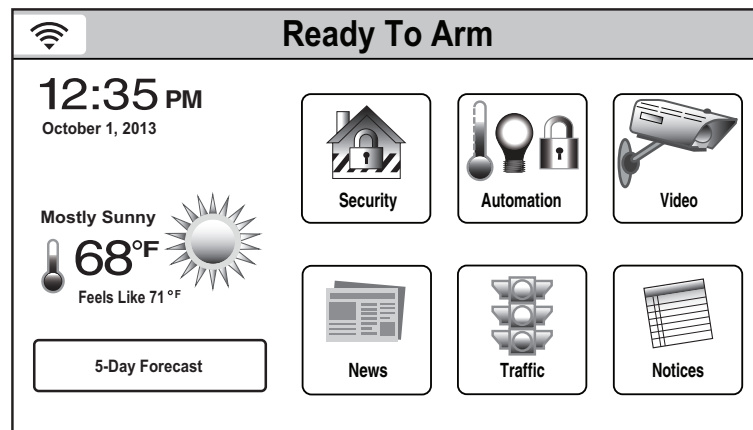 Ready To Arm
12:35 PM
October 1, 2013
Mostly Sunny
68°F
Feels Like 71°F
5-Day Forecast
Security
Automation
Video
News
Traffic
Notices